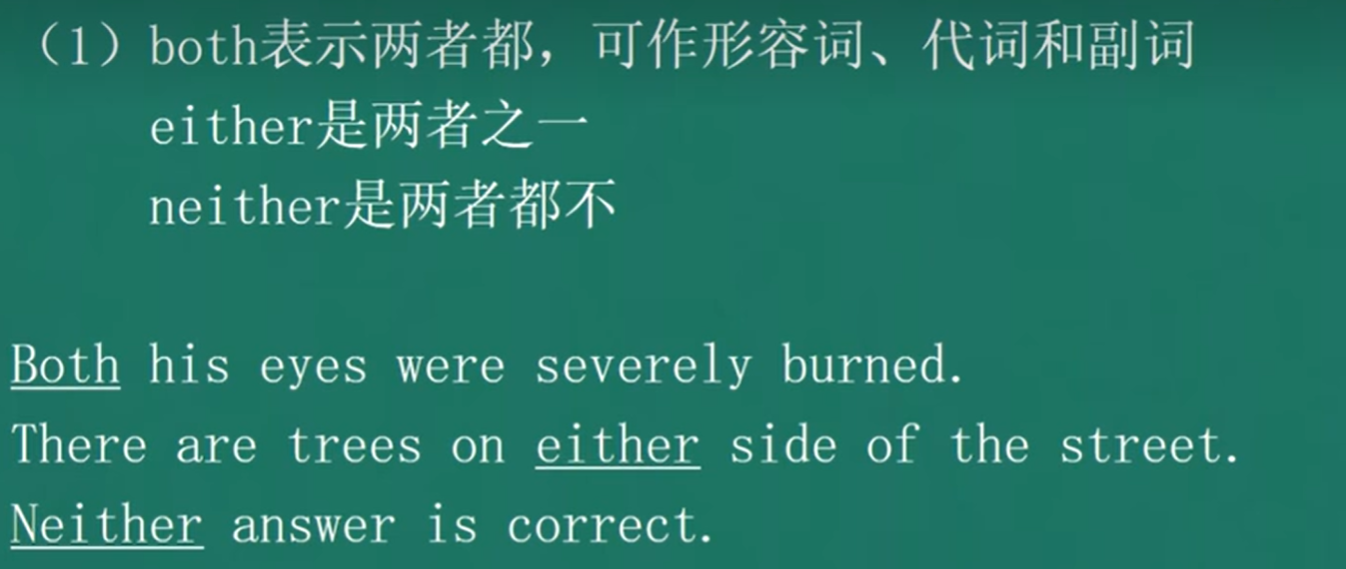 （1）both表示两者都，可作形容词、代词和副词
either是两者之一
neither是两者都不
Both his eyes were severely burned.
There are trees on either side of the street.
Neither answer is correct.